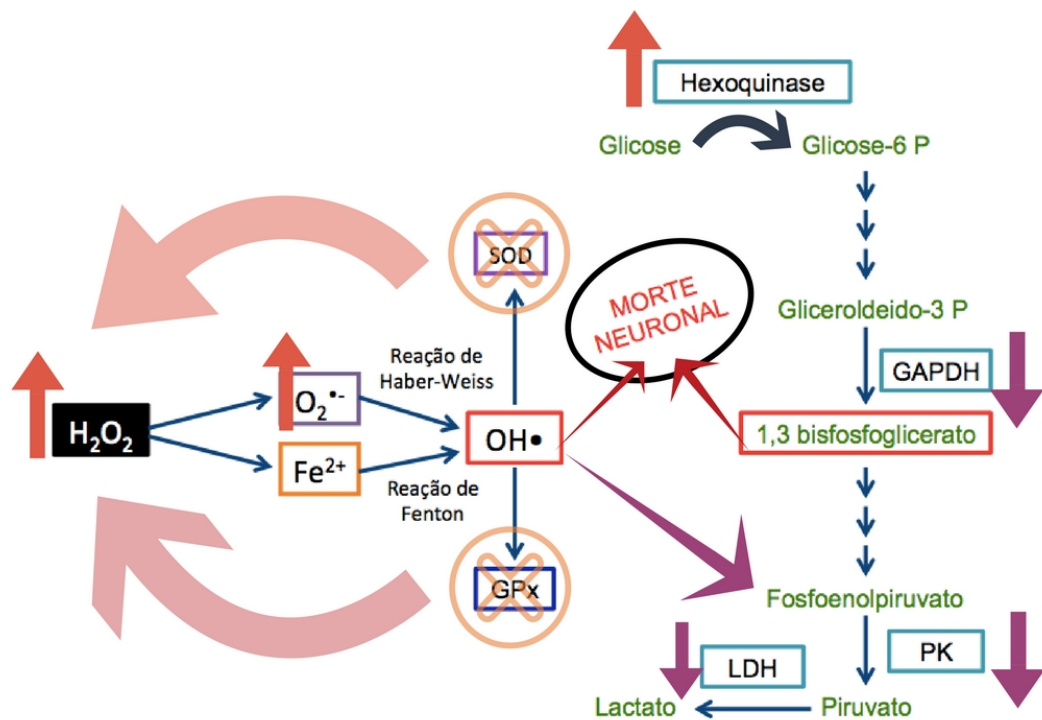 Hexoquinase
Glicose
Glicose-6 P
SOD
MORTE
NEURONAL
Gliceroldeido-3 P
GAPDH
Reação de
Haber-Weiss
O₂•-
H₂O₂
OH•
1,3 bisfosfoglicerato
Fe²⁺
Reação de
Fenton
GPx
Fosfoenolpiruvato
LDH
PK
Lactato
Piruvato